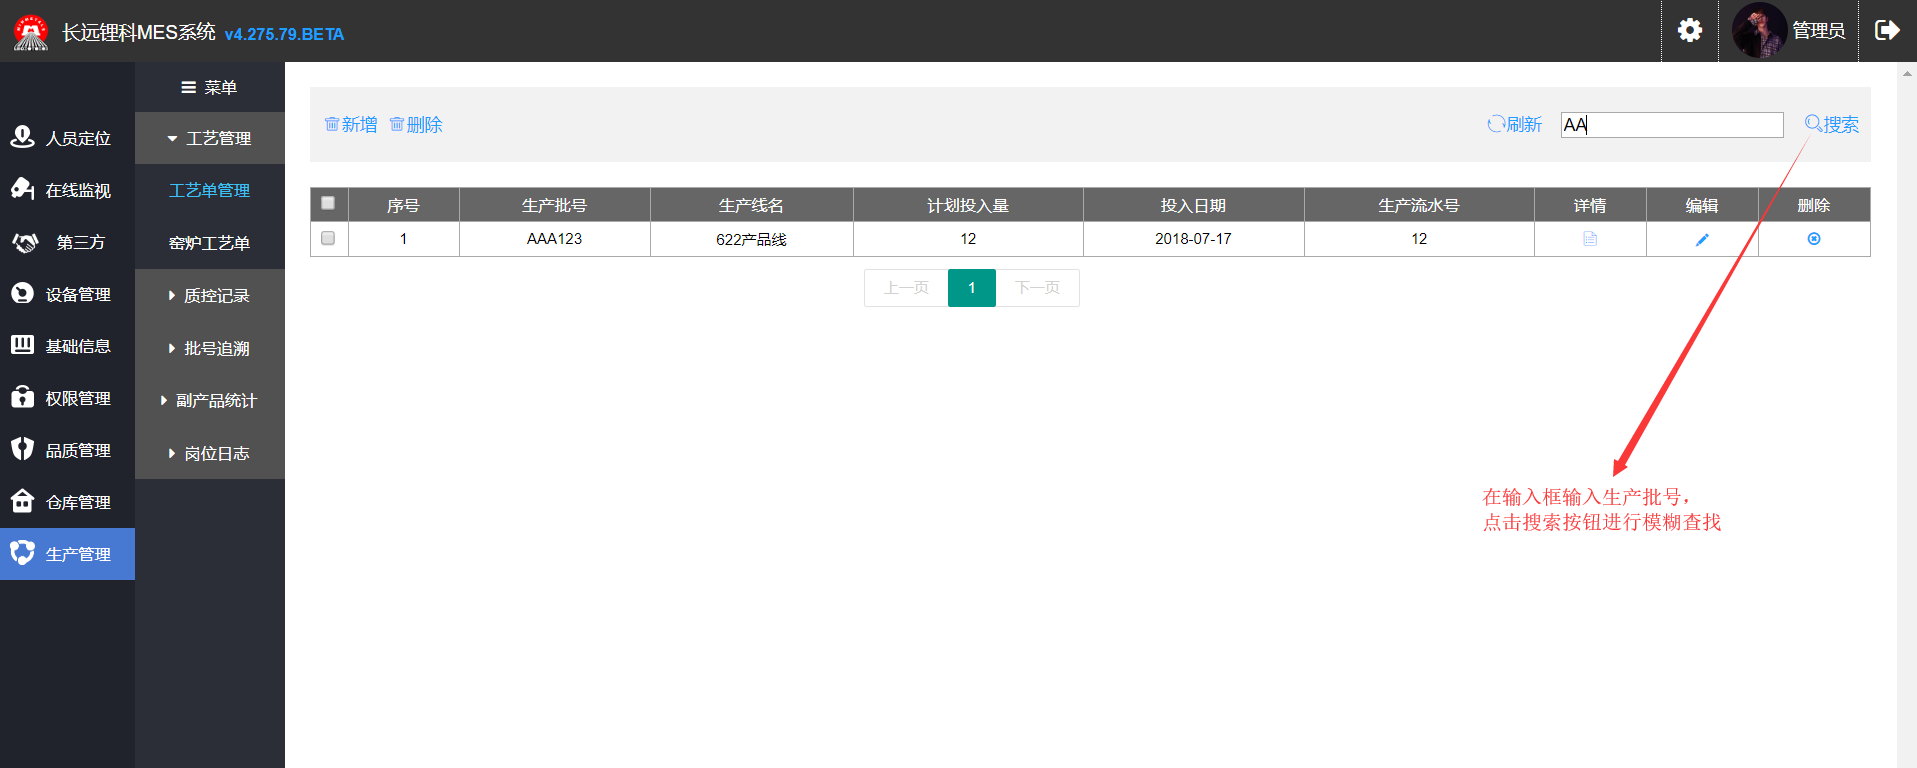 长远锂科MES系统 v4.275.79.BETA
管理员
菜单
人员定位
在线监视
第三方
设备管理
基础信息
权限管理
品质管理
仓库管理
生产管理
工艺管理
工艺单管理
窑炉工艺单
质控记录
批号追溯
副产品统计
岗位日志
新增 删除 刷新 AA 搜索
序号 生产批号 生产线名 计划投入量 投入日期 生产流水号 详情 编辑 删除
1 AAA123 622产品线 12 2018-07-17 12
上一页 1 下一页
在输入框输入生产批号，
点击搜索按钮进行模糊查找